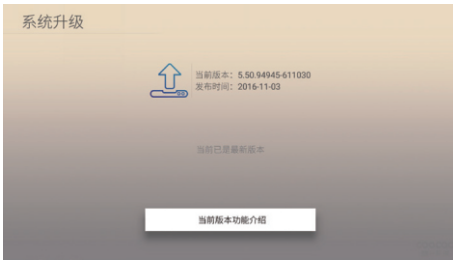 系统升级
当前版本：5.50.94945-611030
发布时间：2016-11-03
当前已是最新版本
当前版本功能介绍